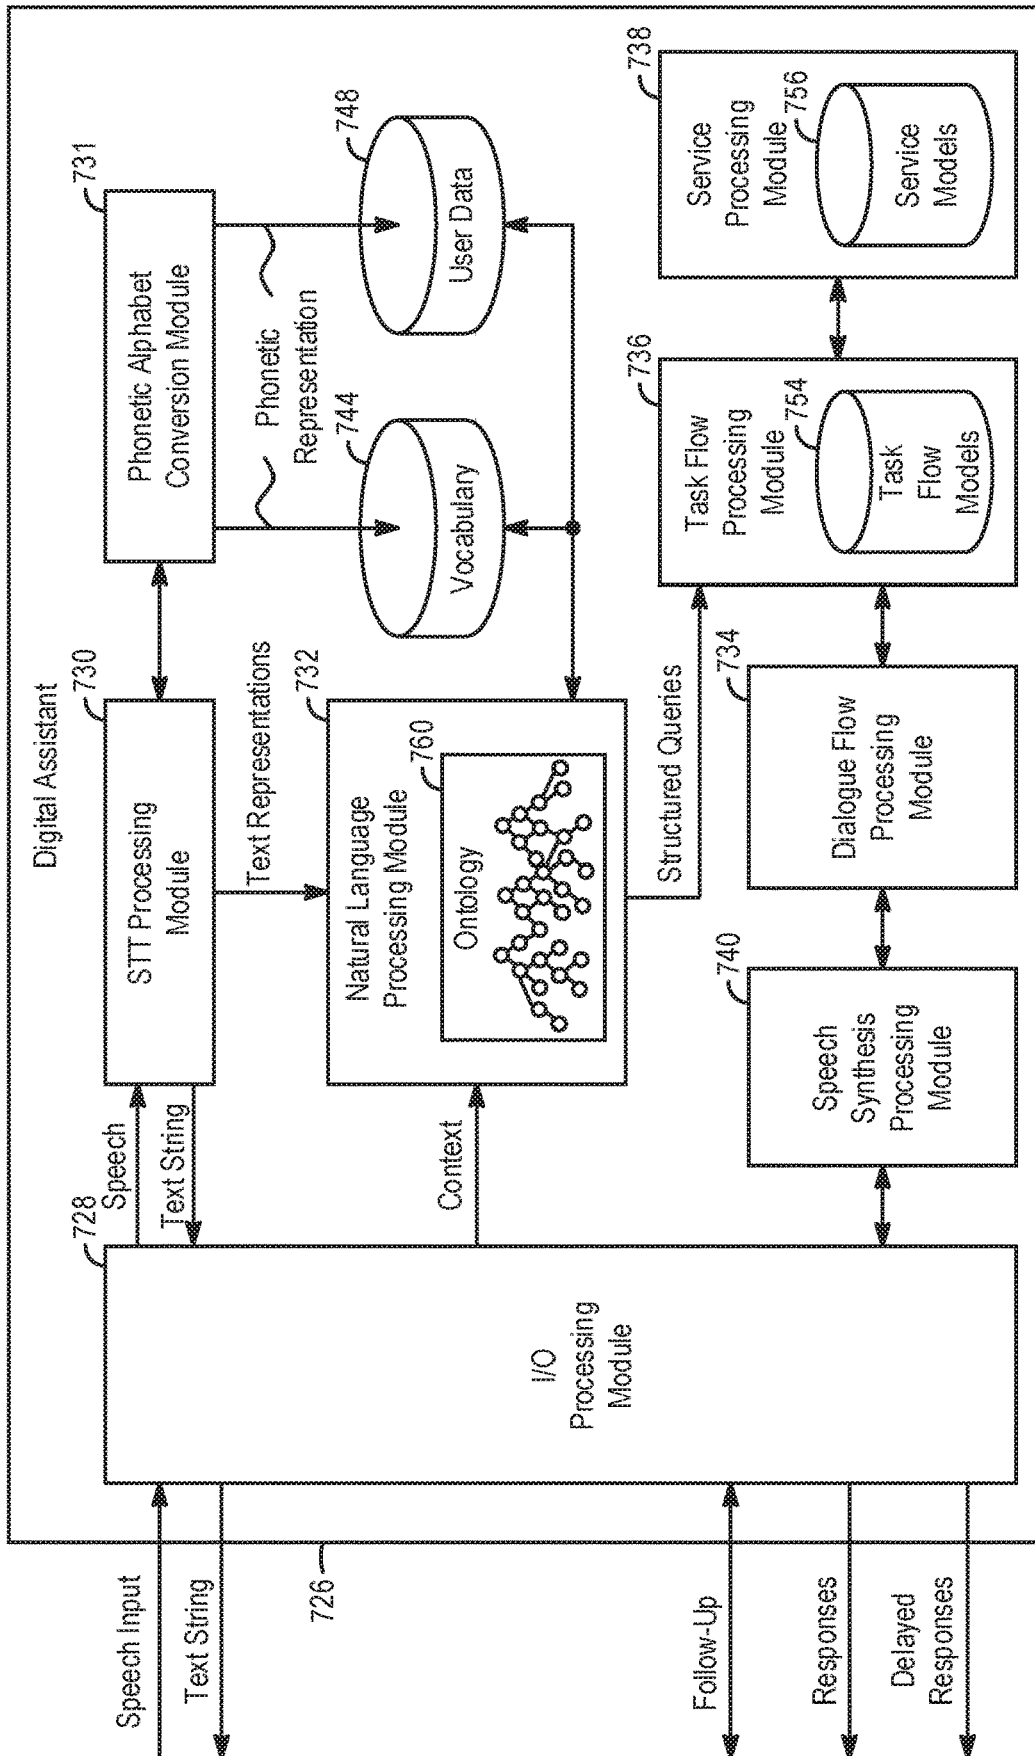 Digital Assistant
Speech Input
Text String
726
Follow-Up
Responses
Delayed
Responses
728
I/O
Processing
Module
Speech
Text String
Context
730
STT Processing
Module
Text Representations
731
Phonetic Alphabet
Conversion Module
Phonetic
Representation
744
Vocabulary
748
User Data
732
Natural Language
Processing Module
760
Ontology
Structured Queries
740
Speech
Synthesis
Processing
Module
734
Dialogue Flow
Processing
Module
736
Task Flow
Processing
Module
754
Task
Flow
Models
738
Service
Processing
Module
756
Service
Models